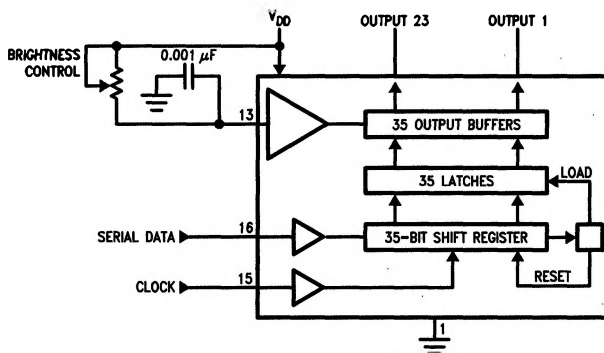 V_DD
OUTPUT 23
OUTPUT 1
BRIGHTNESS
CONTROL
0.001 µF
13
35 OUTPUT BUFFERS
35 LATCHES
LOAD
SERIAL DATA
16
35-BIT SHIFT REGISTER
CLOCK
15
RESET
1